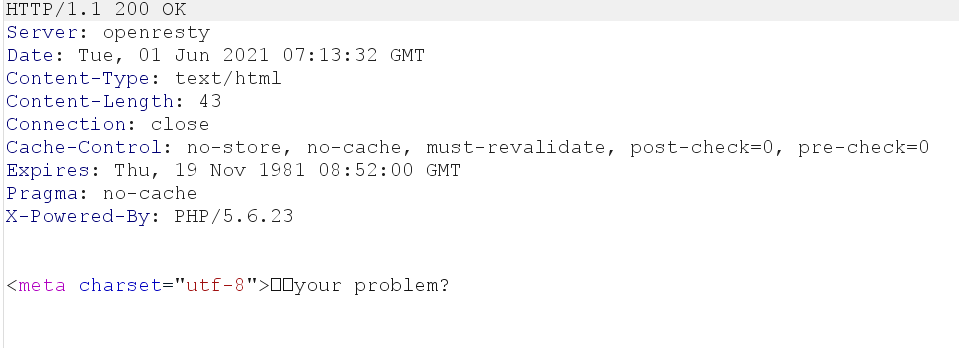 HTTP/1.1 200 OK
Server: openresty
Date: Tue, 01 Jun 2021 07:13:32 GMT
Content-Type: text/html
Content-Length: 43
Connection: close
Cache-Control: no-store, no-cache, must-revalidate, post-check=0, pre-check=0
Expires: Thu, 19 Nov 1981 08:52:00 GMT
Pragma: no-cache
X-Powered-By: PHP/5.6.23
<meta charset="utf-8">□□your problem?